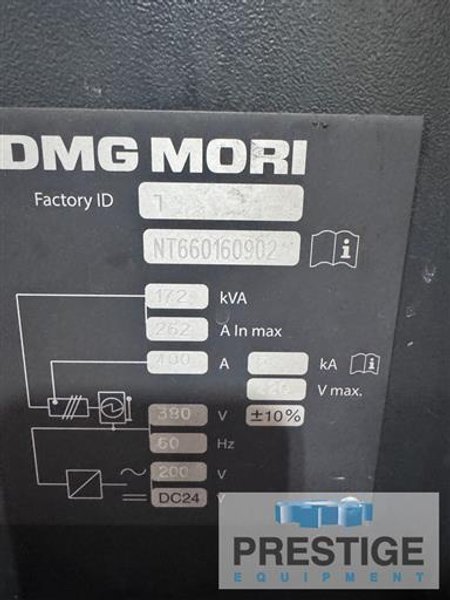 DMG MORI
Factory ID 1
NT660160902
172 kVA
262 A In max
400 A kA
V max.
380 V ±10%
60 Hz
200 V
DC24 V
PRESTIGE
EQUIPMENT